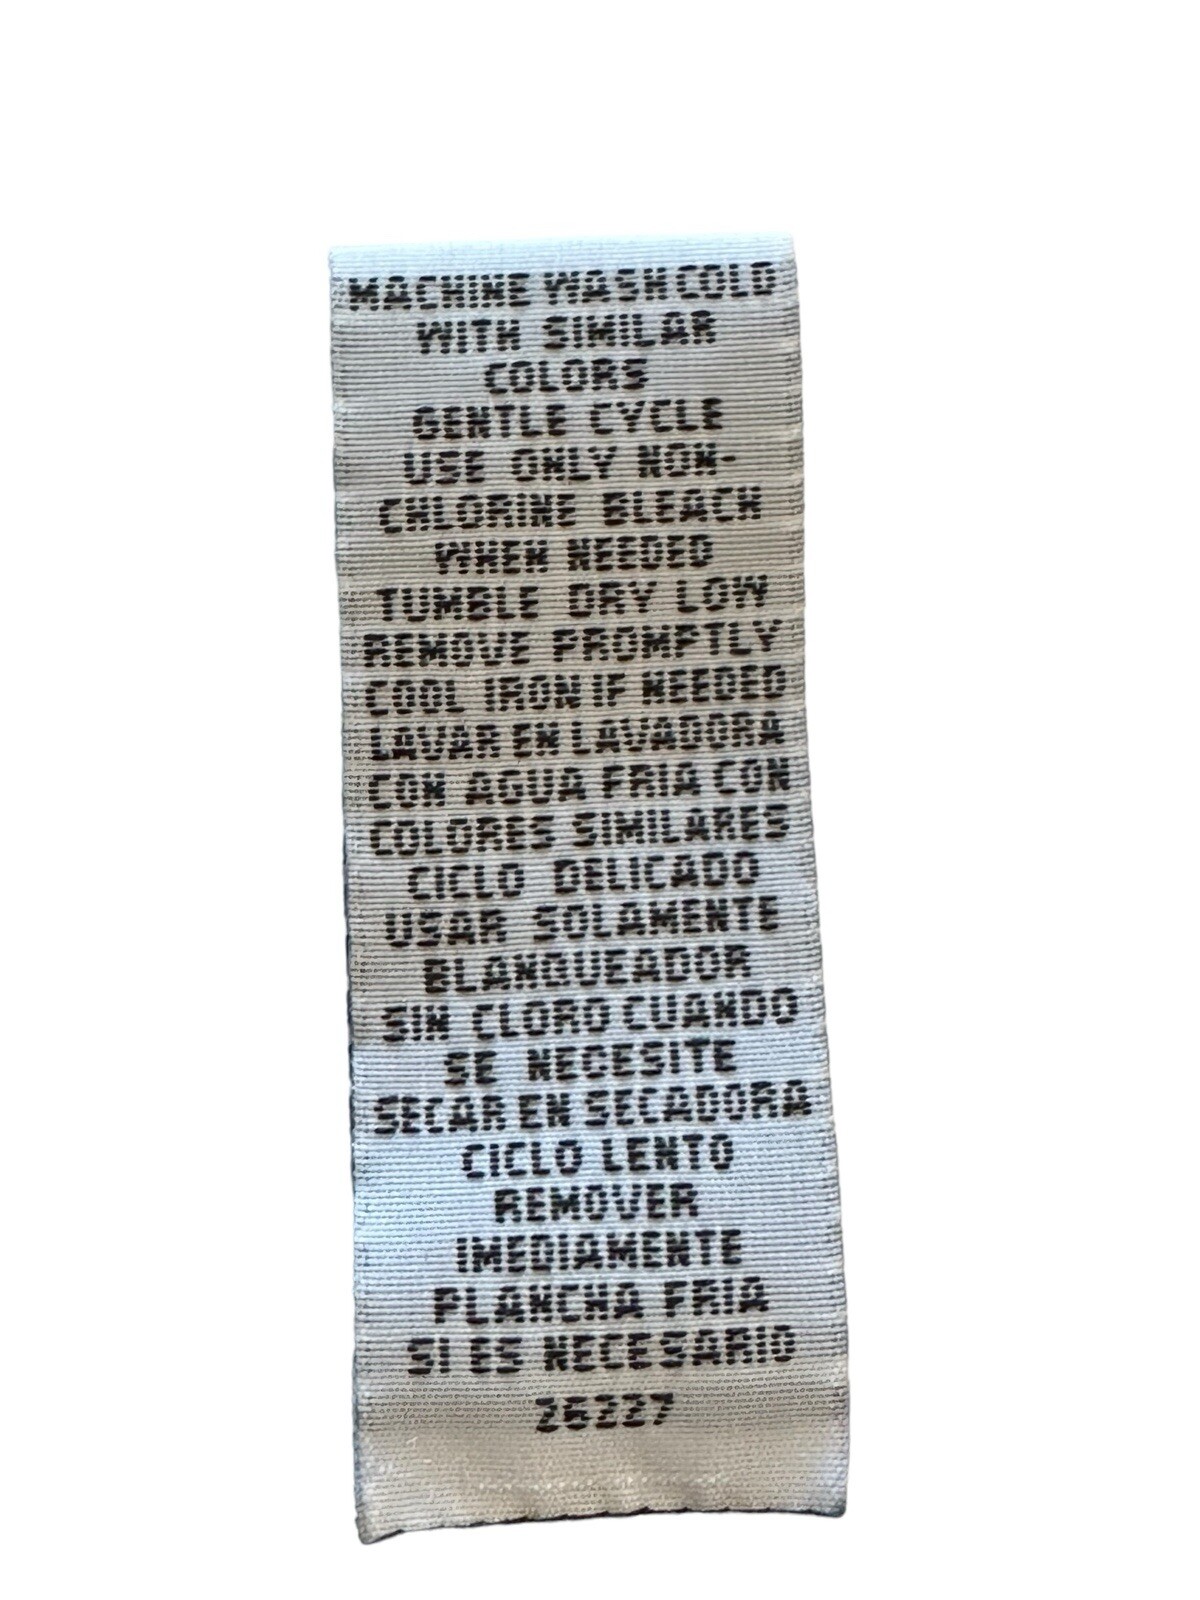 MACHINE WASH COLD
WITH SIMILAR
COLORS
GENTLE CYCLE
USE ONLY NON-
CHLORINE BLEACH
WHEN NEEDED
TUMBLE DRY LOW
REMOVE PROMPTLY
COOL IRON IF NEEDED
LAVAR EN LAVADORA
CON AGUA FRIA CON
COLORES SIMILARES
CICLO DELICADO
USAR SOLAMENTE
BLANQUEADOR
SIN CLORO CUANDO
SE NECESITE
SECAR EN SECADORA
CICLO LENTO
REMOVER
IMEDIAMENTE
PLANCHA FRIA
SI ES NECESARIO
26227